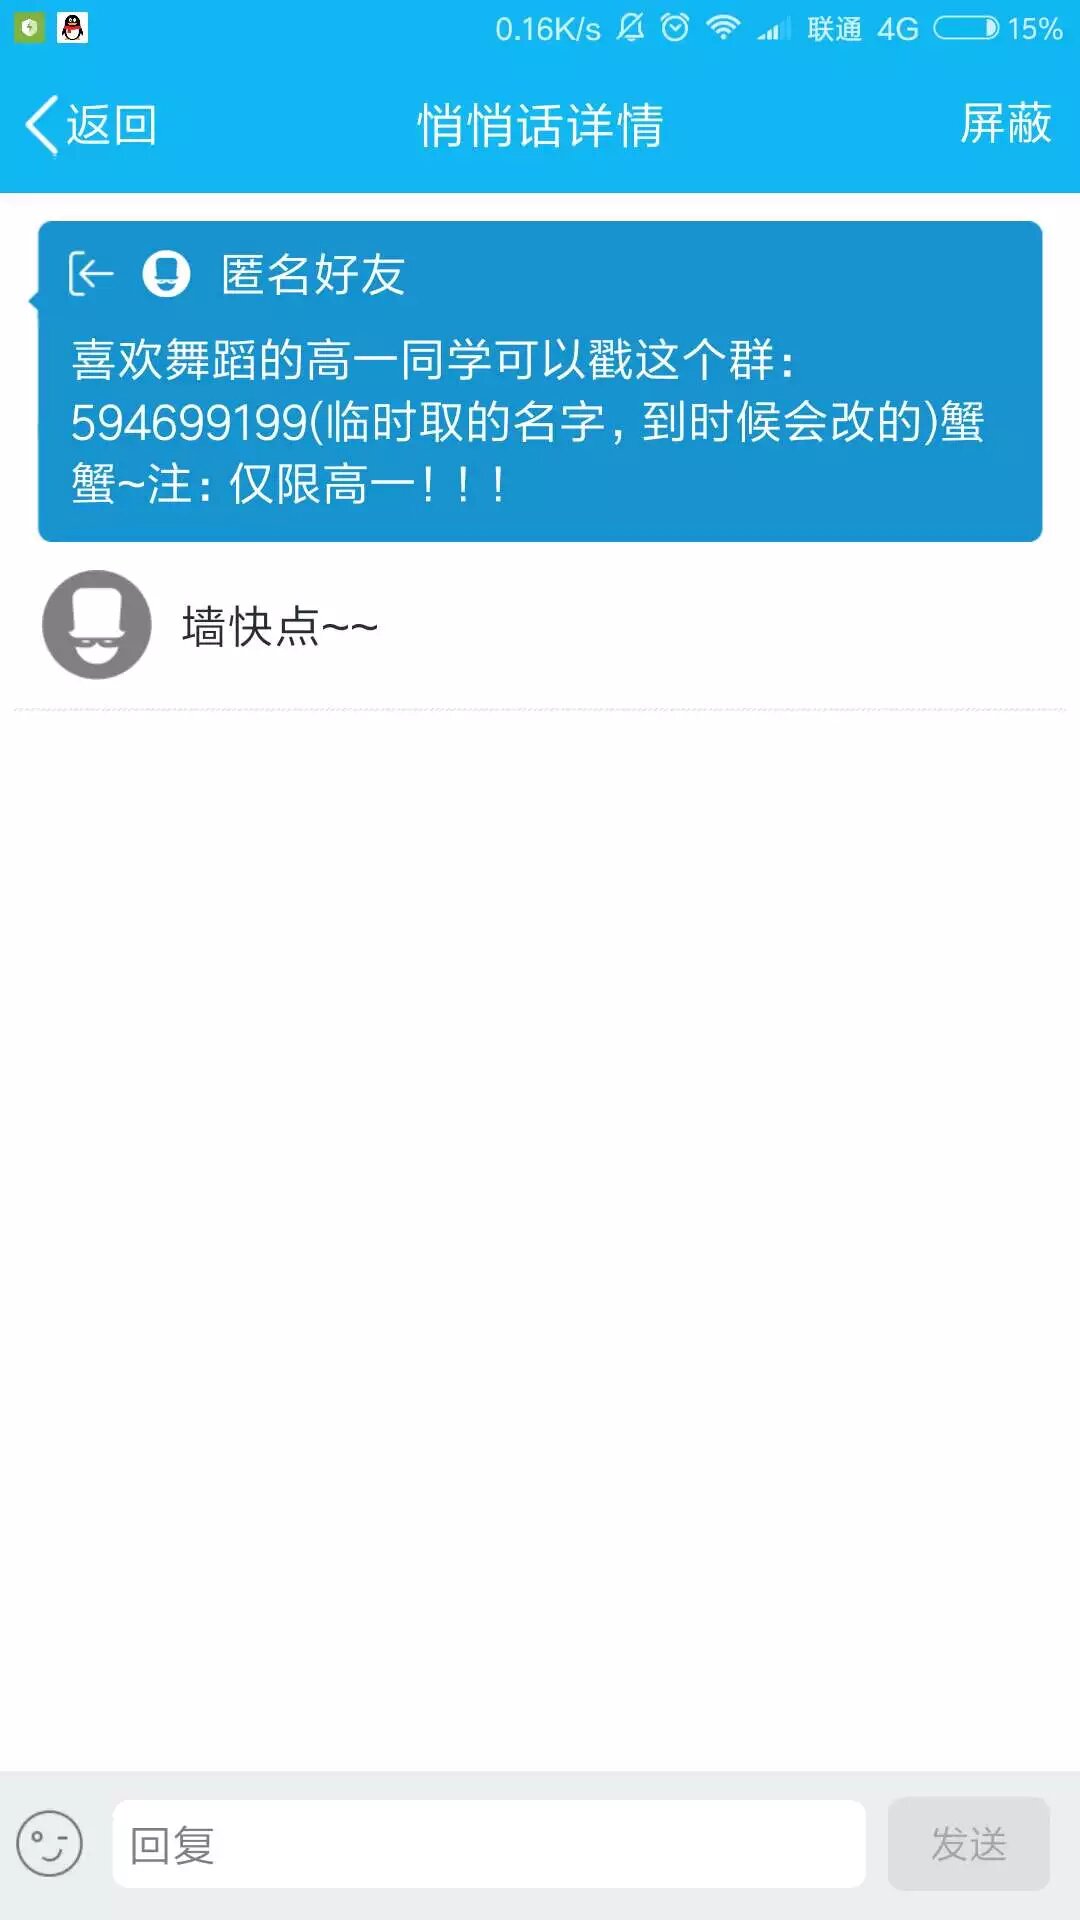 0.16K/s 联通 4G 15%
返回 悄悄话详情 屏蔽
匿名好友
喜欢舞蹈的高一同学可以戳这个群：
594699199(临时取的名字, 到时候会改的)蟹
蟹~注：仅限高一！！！
墙快点~~
回复 发送